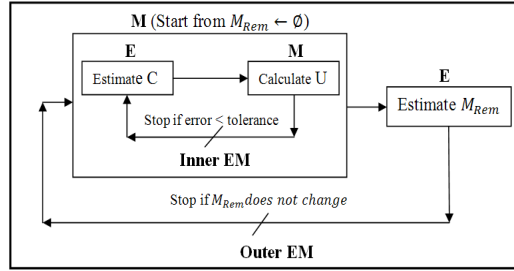 M (Start from M_Rem ← ∅)
E M
Estimate C Calculate U
Stop if error < tolerance
Inner EM
E
Estimate M_Rem
Stop if M_Rem does not change
Outer EM